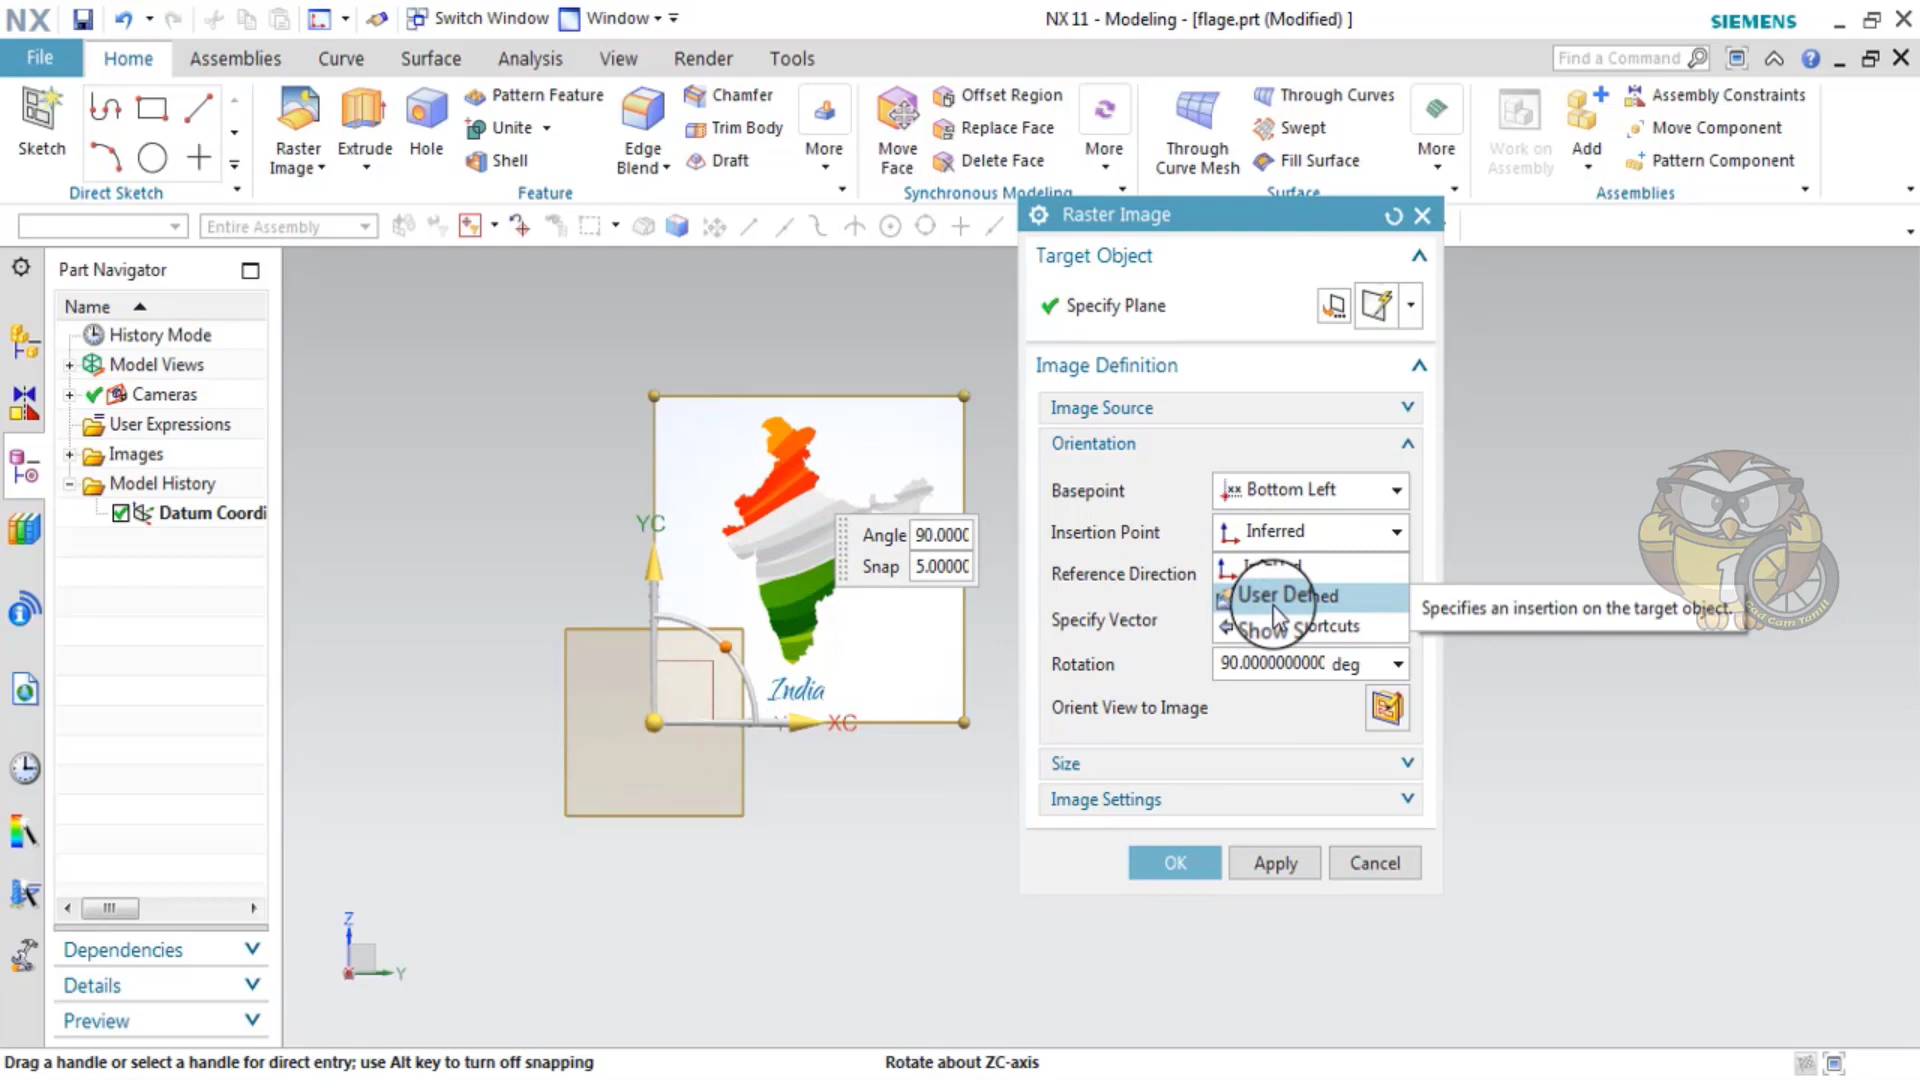 NX Switch Window Window NX 11 - Modeling - [flage.prt (Modified) ] SIEMENS
File Home Assemblies Curve Surface Analysis View Render Tools Find a Command
Sketch
Direct Sketch
Raster Image
Extrude
Hole
Pattern Feature
Unite
Shell
Edge Blend
Chamfer
Trim Body
Draft
More
Feature
Move Face
Offset Region
Replace Face
Delete Face
More
Synchronous Modeling
Through Curve Mesh
Through Curves
Swept
Fill Surface
More
Surface
Work on Assembly
Add
Assembly Constraints
Move Component
Pattern Component
Assemblies
Entire Assembly
Part Navigator
Name
History Mode
Model Views
Cameras
User Expressions
Images
Model History
Datum Coordi
Dependencies
Details
Preview
YC
XC
India
Angle 90.0000
Snap 5.00000
Z
Y
Raster Image
Target Object
Specify Plane
Image Definition
Image Source
Orientation
Basepoint Bottom Left
Insertion Point Inferred
Reference Direction
User Defined
Specifies an insertion on the target object.
Specify Vector
Show Shortcuts
Rotation 90.0000000000 deg
Orient View to Image
Size
Image Settings
OK Apply Cancel
Cad Cam Tamil
Drag a handle or select a handle for direct entry; use Alt key to turn off snapping Rotate about ZC-axis